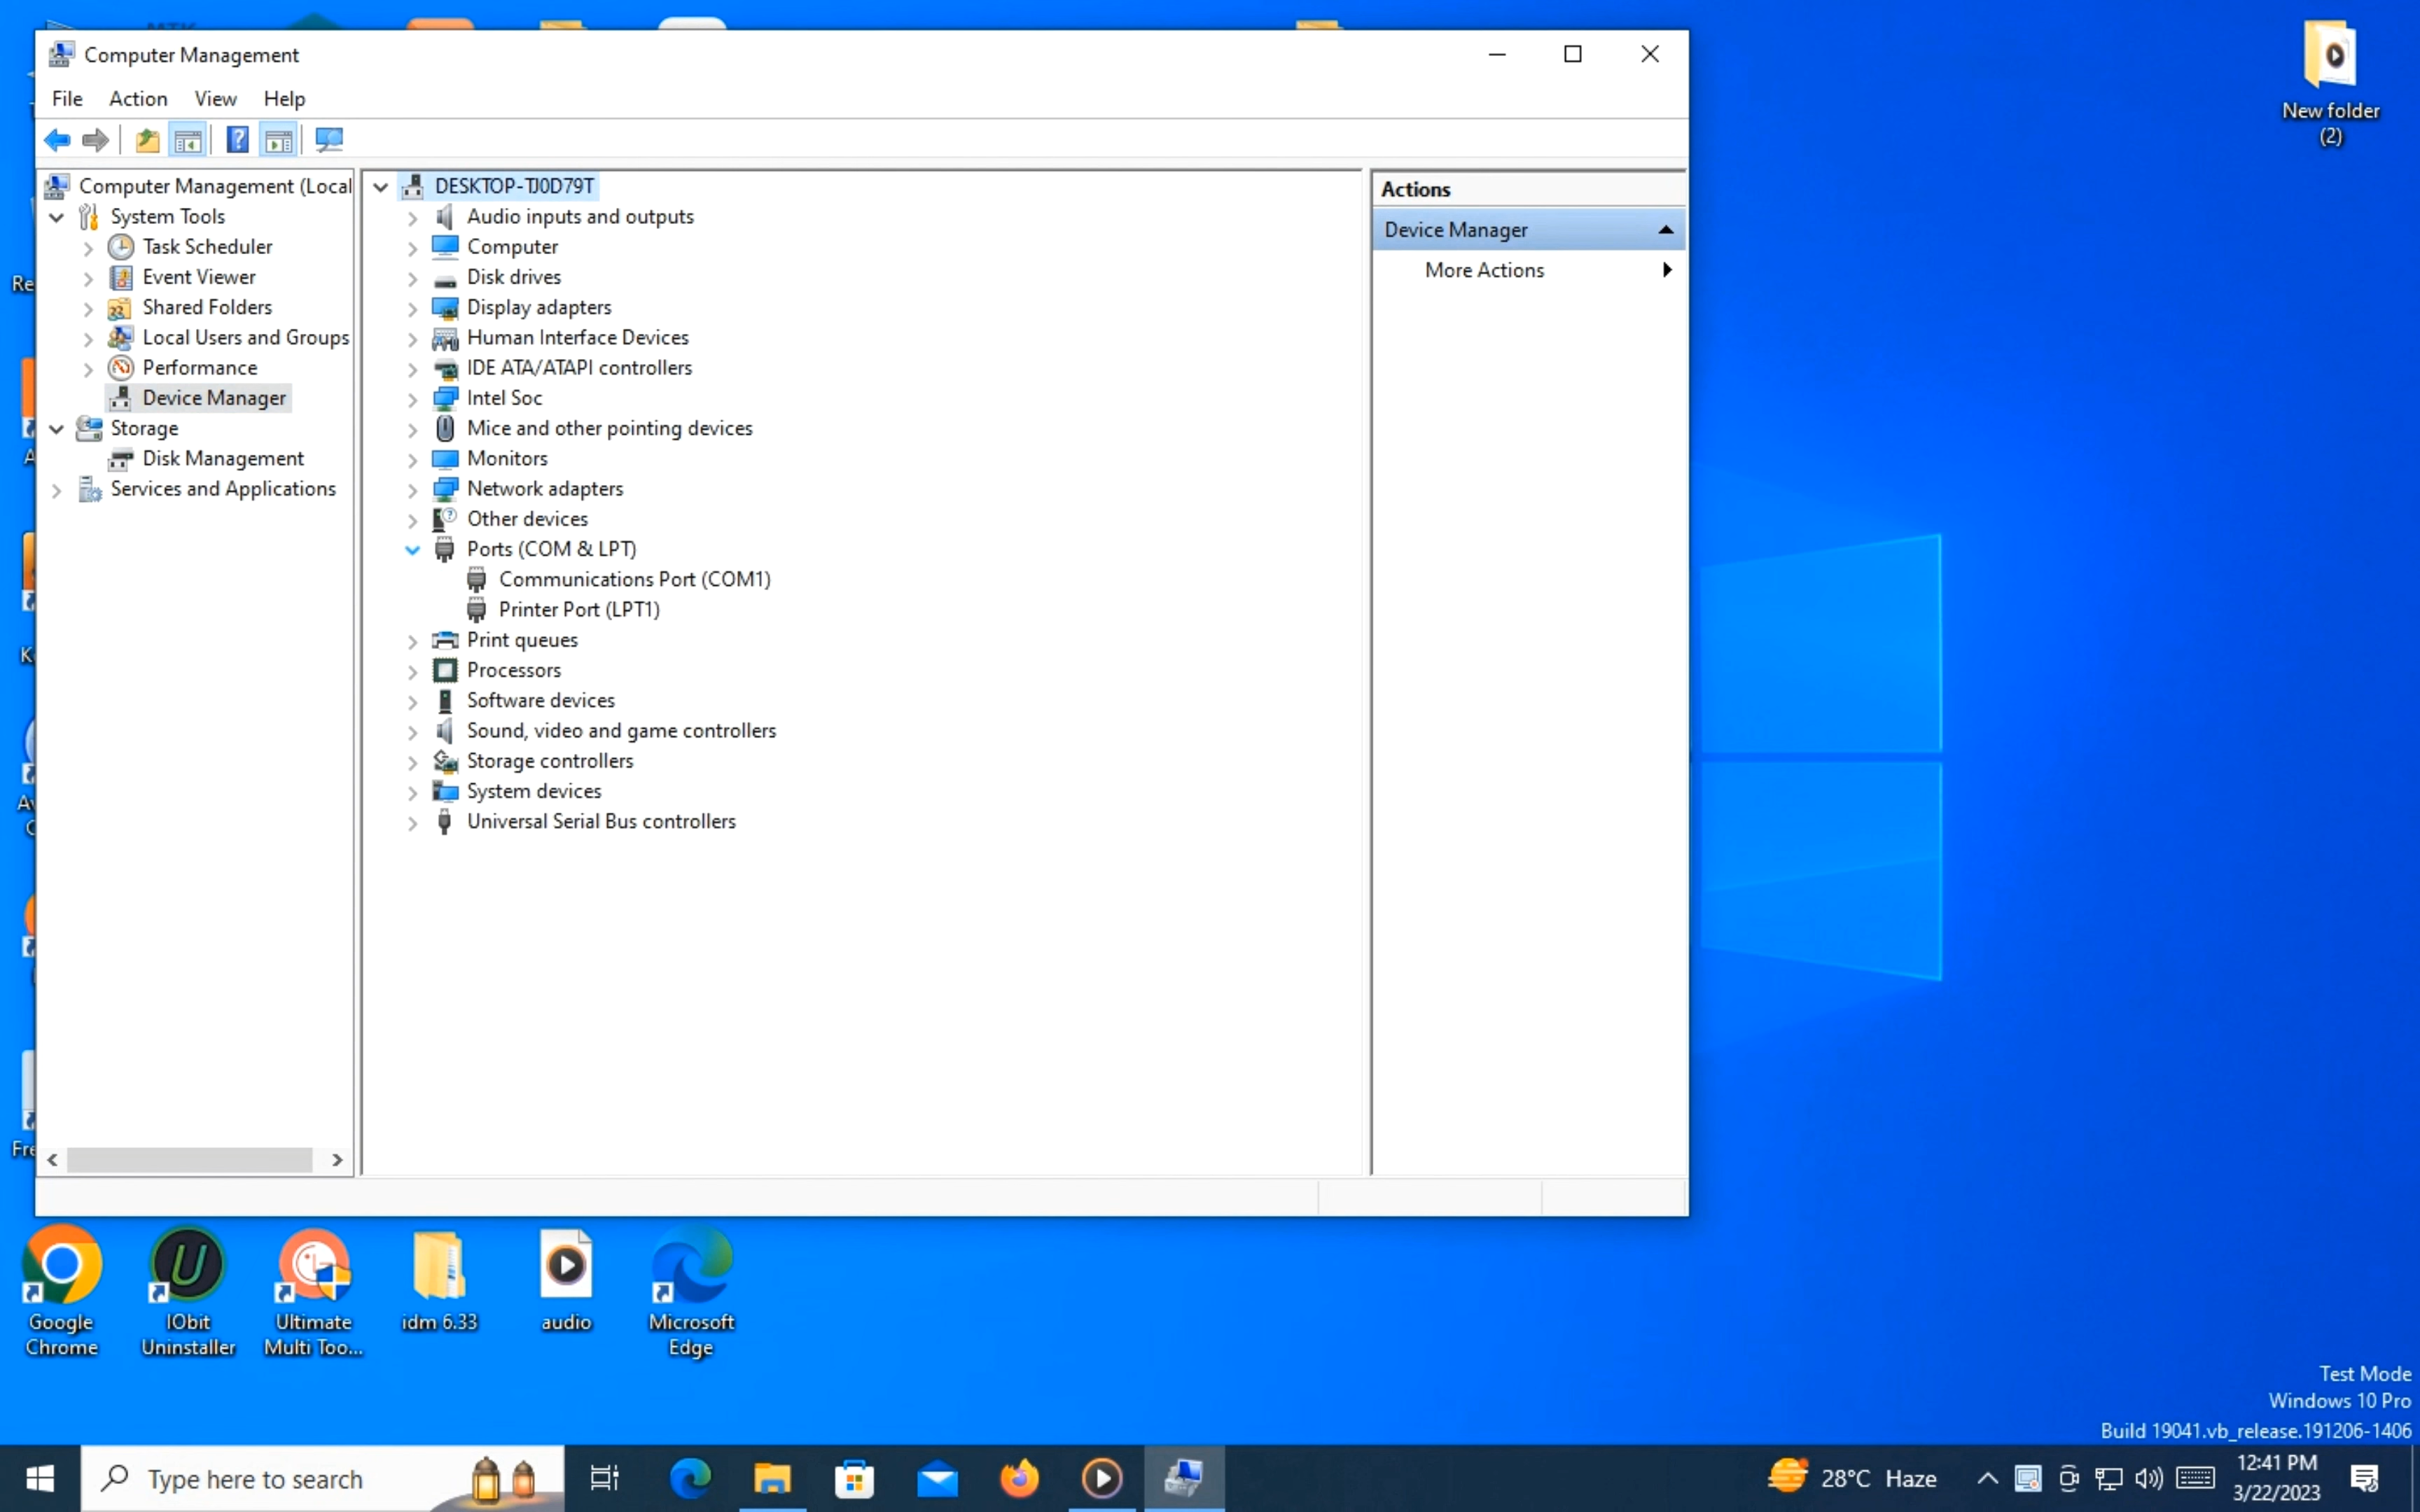 Computer Management
File Action View Help
Computer Management (Local
System Tools
Task Scheduler
Event Viewer
Shared Folders
Local Users and Groups
Performance
Device Manager
Storage
Disk Management
Services and Applications
DESKTOP-TJ0D79T
Audio inputs and outputs
Computer
Disk drives
Display adapters
Human Interface Devices
IDE ATA/ATAPI controllers
Intel Soc
Mice and other pointing devices
Monitors
Network adapters
Other devices
Ports (COM & LPT)
Communications Port (COM1)
Printer Port (LPT1)
Print queues
Processors
Software devices
Sound, video and game controllers
Storage controllers
System devices
Universal Serial Bus controllers
Actions
Device Manager
More Actions
New folder
(2)
Re
K
Fre
Google
Chrome
IObit
Uninstaller
Ultimate
Multi Too...
idm 6.33
audio
Microsoft
Edge
Test Mode
Windows 10 Pro
Build 19041.vb_release.191206-1406
Type here to search
28°C Haze
12:41 PM
3/22/2023